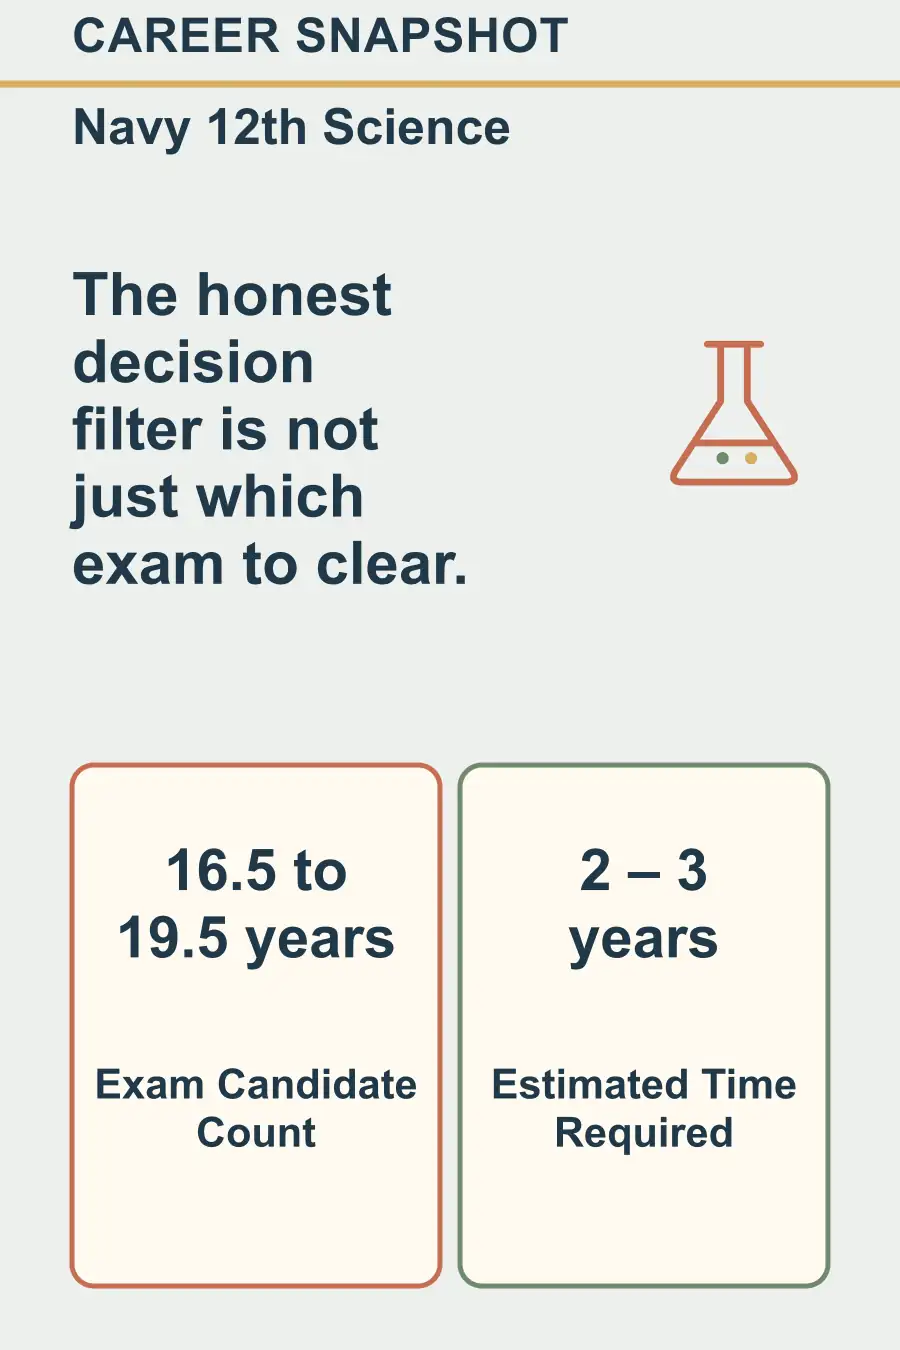 CAREER SNAPSHOT
Navy 12th Science
The honest
decision
filter is not
just which
exam to clear.
16.5 to
19.5 years
Exam Candidate
Count
2 – 3
years
Estimated Time
Required